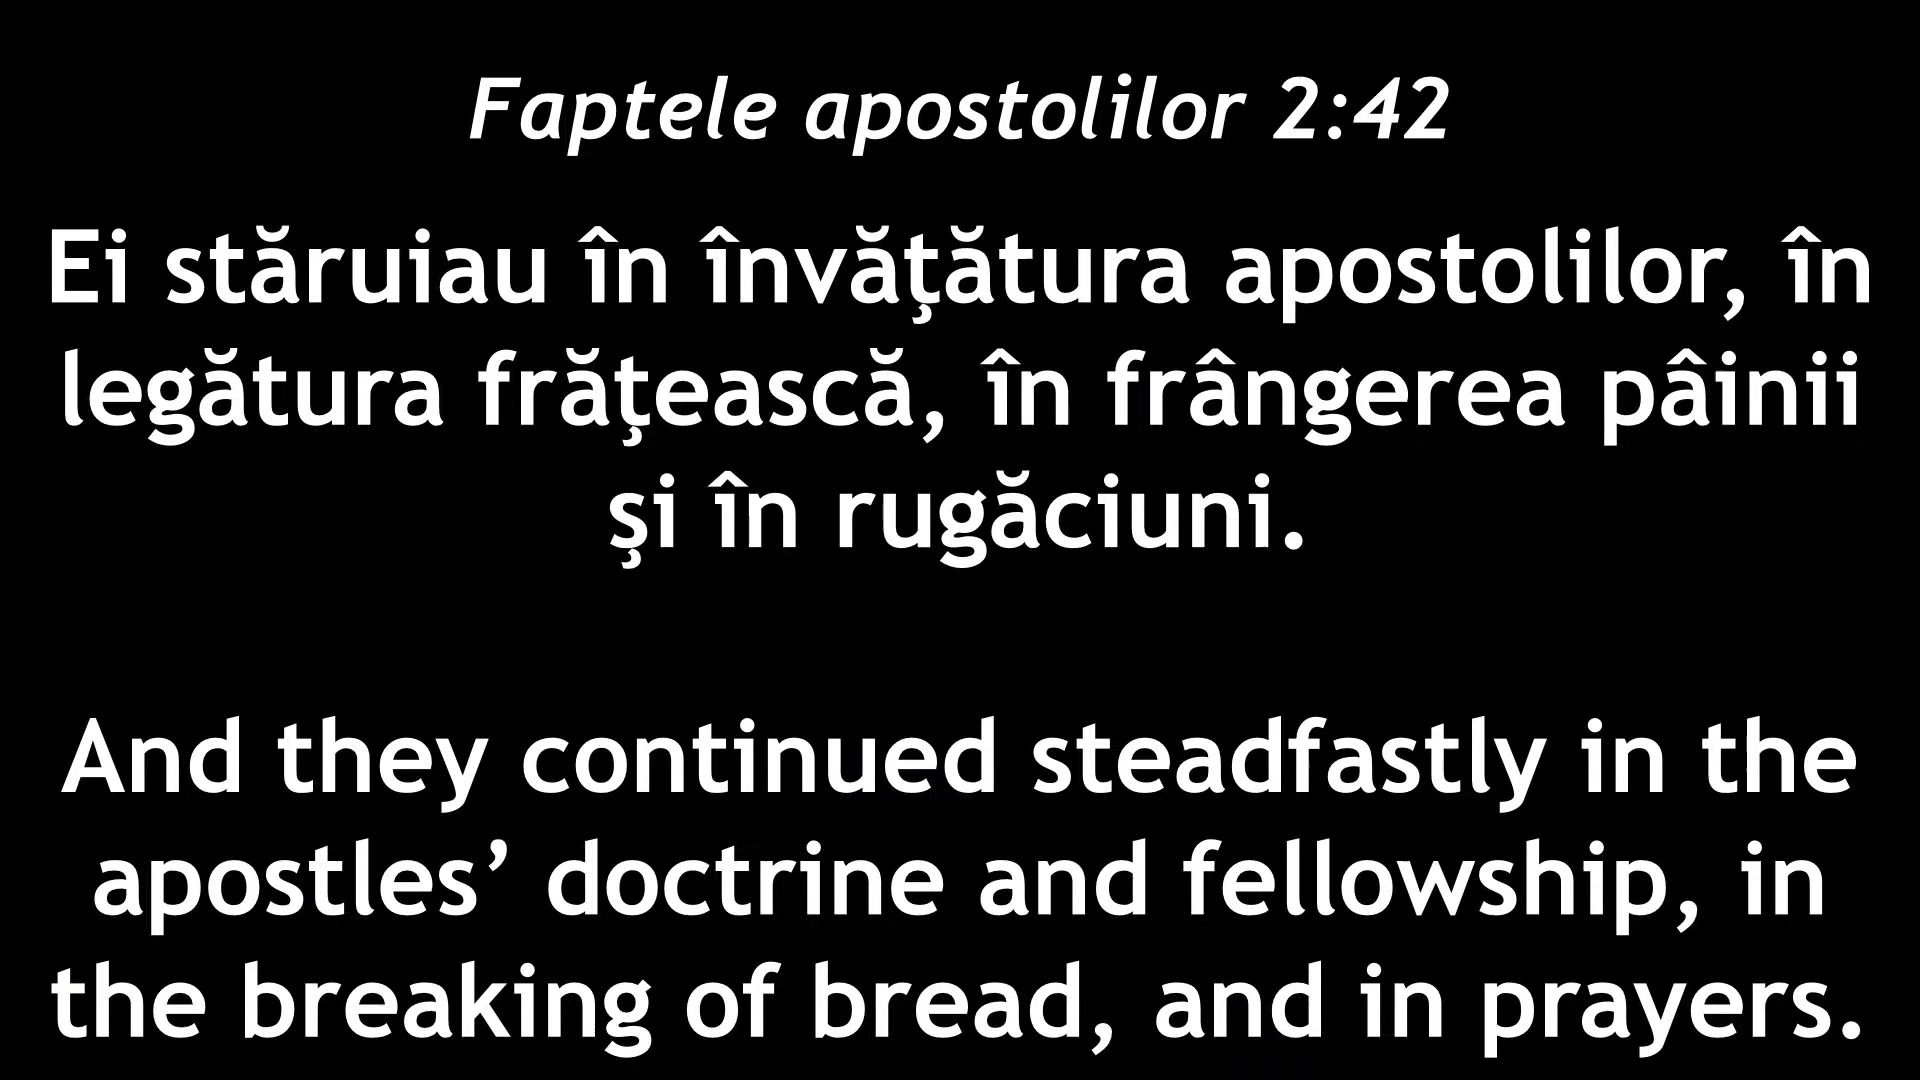 Faptele apostolilor 2:42
Ei stăruiau în învăţătura apostolilor, în
legătura frăţească, în frângerea pâinii
şi în rugăciuni.
And they continued steadfastly in the
apostles’ doctrine and fellowship, in
the breaking of bread, and in prayers.